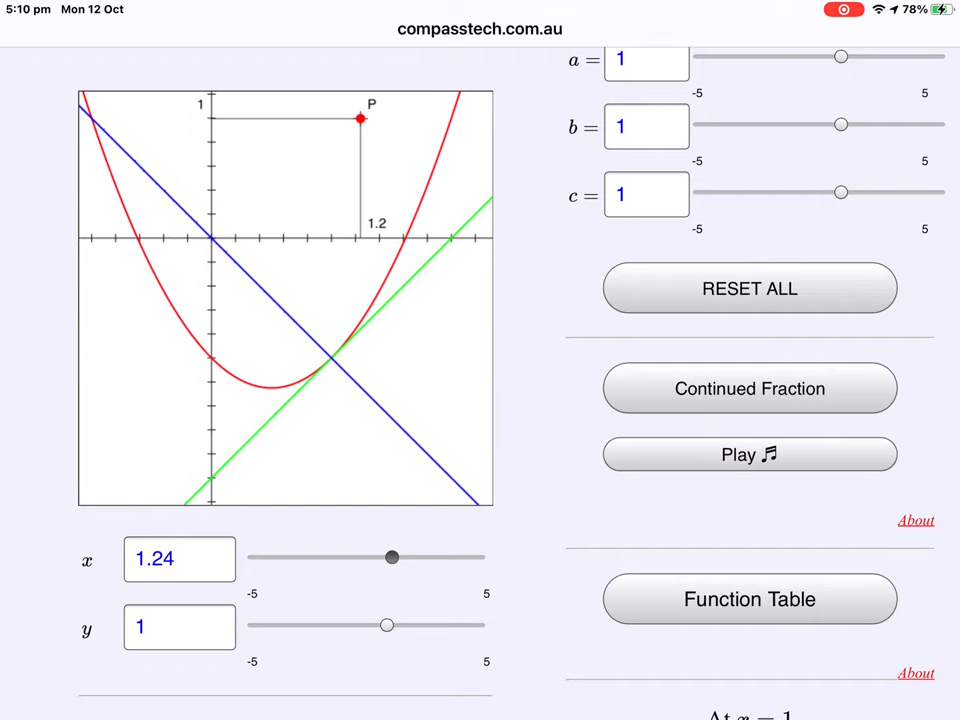 5:10 pm Mon 12 Oct
78%
compasstech.com.au
1
P
1.2
x
1.24
-5
5
y
1
-5
5
a = 1
-5
5
b = 1
-5
5
c = 1
-5
5
RESET ALL
Continued Fraction
Play ♬
About
Function Table
About
At x = 1